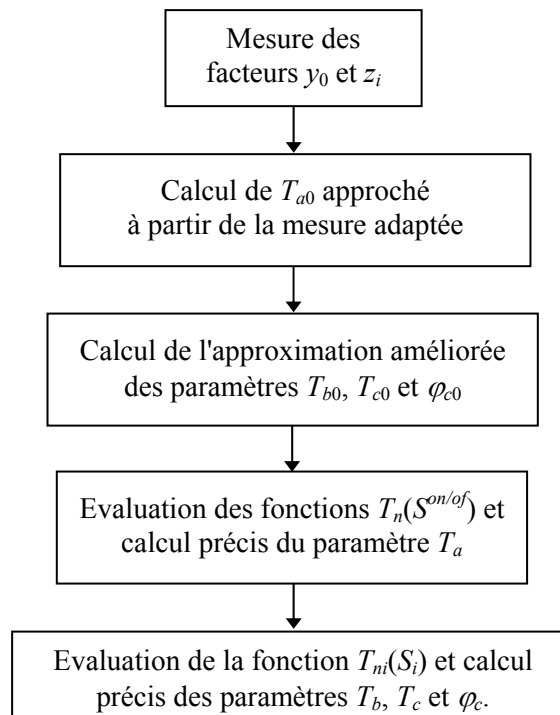 Mesure des
facteurs y0 et zi
Calcul de Ta0 approché
à partir de la mesure adaptée
Calcul de l'approximation améliorée
des paramètres Tb0, Tc0 et φc0
Evaluation des fonctions Tn(S^on/of) et
calcul précis du paramètre Ta
Evaluation de la fonction Tni(Si) et calcul
précis des paramètres Tb, Tc et φc.